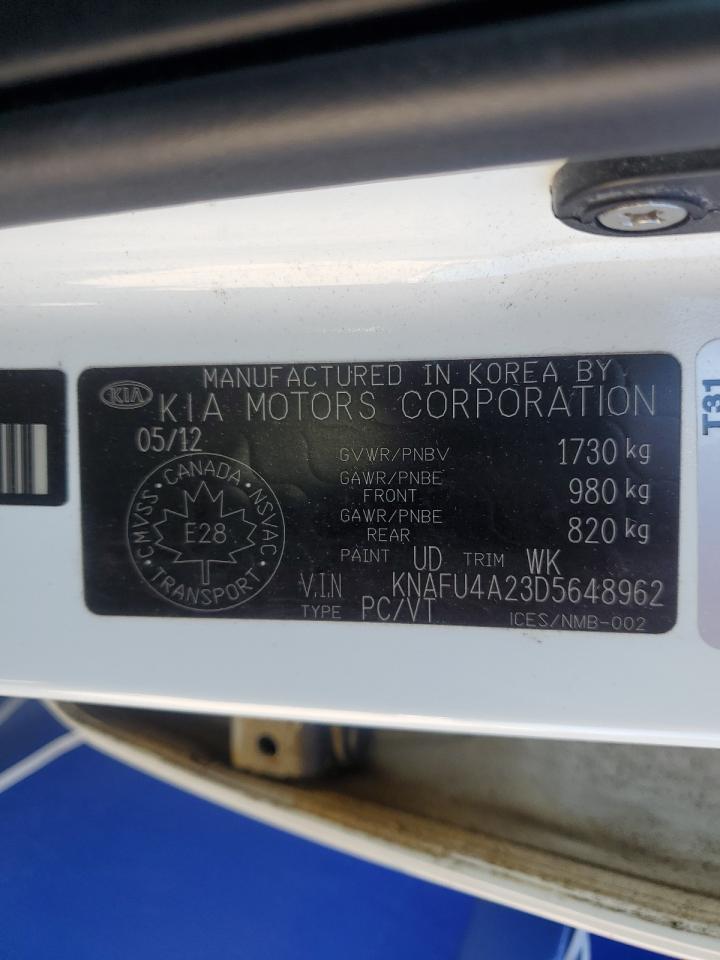 MANUFACTURED IN KOREA BY
KIA KIA MOTORS CORPORATION
05/12
GVWR/PNBV 1730 kg
GAWR/PNBE FRONT 980 kg
GAWR/PNBE REAR 820 kg
PAINT UD TRIM WK
V.I.N KNAFU4A23D5648962
TYPE PC/VT ICES/NMB-002
CMVSS · CANADA · NSVAC
E28
TRANSPORT
T31